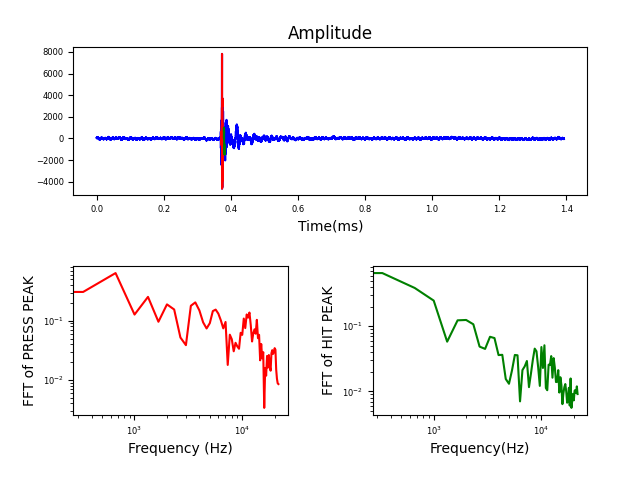 Amplitude
8000
6000
4000
2000
0
−2000
−4000
0.0 0.2 0.4 0.6 0.8 1.0 1.2 1.4
Time(ms)
FFT of PRESS PEAK
10⁻¹
10⁻²
10³ 10⁴
Frequency (Hz)
FFT of HIT PEAK
10⁻¹
10⁻²
10³ 10⁴
Frequency(Hz)